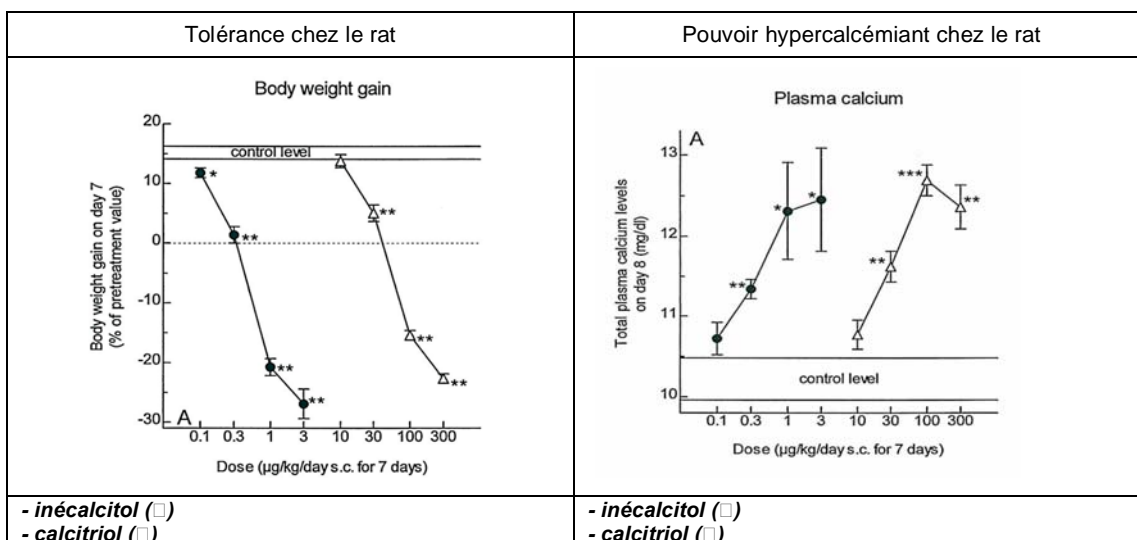 Tolérance chez le rat
Body weight gain
Body weight gain on day 7
(% of pretreatment value)
20
10
0
-10
-20
-30
control level
*
**
**
**
**
**
**
A
0.1 0.3 1 3 10 30 100 300
Dose (µg/kg/day s.c. for 7 days)
- inécalcitol (□)
- calcitriol (□)
Pouvoir hypercalcémiant chez le rat
Plasma calcium
Total plasma calcium levels
on day 8 (mg/dl)
A
13
12
11
10
**
*
*
**
***
**
control level
0.1 0.3 1 3 10 30 100 300
Dose (µg/kg/day s.c. for 7 days)
- inécalcitol (□)
- calcitriol (□)